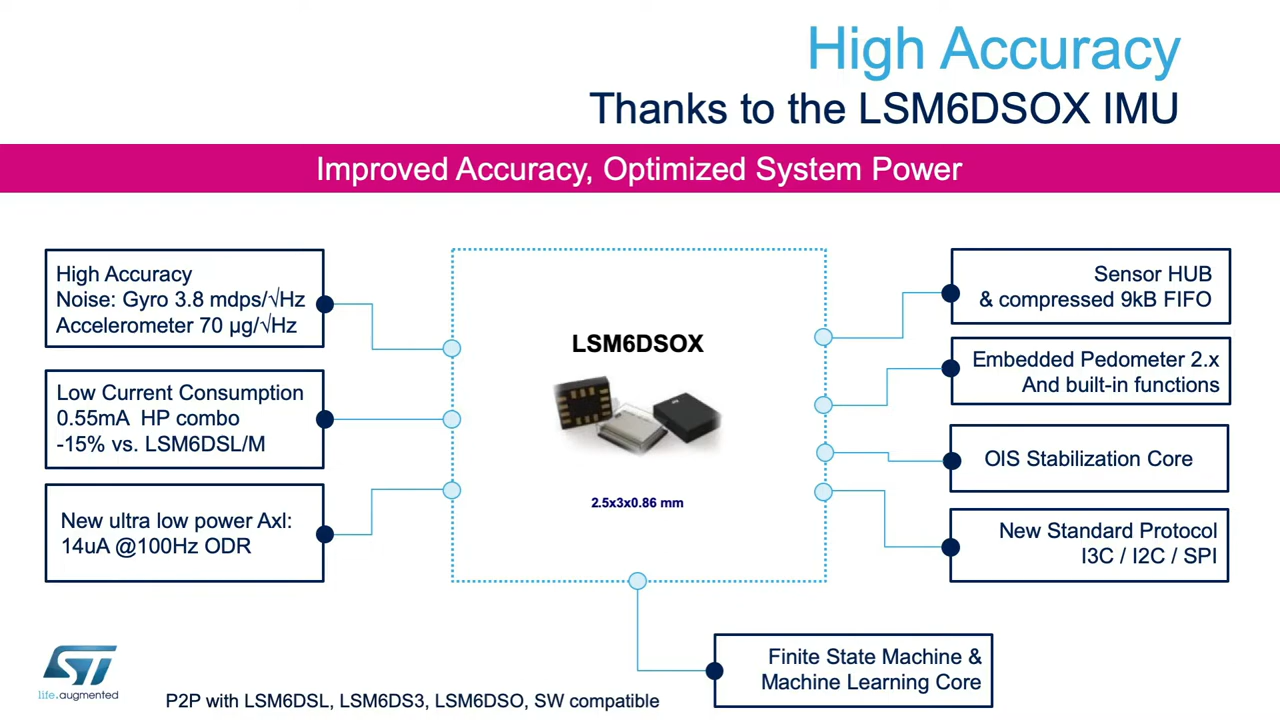 High Accuracy
Thanks to the LSM6DSOX IMU
Improved Accuracy, Optimized System Power
High Accuracy
Noise: Gyro 3.8 mdps/√Hz
Accelerometer 70 µg/√Hz
Low Current Consumption
0.55mA HP combo
-15% vs. LSM6DSL/M
New ultra low power Axl:
14uA @100Hz ODR
LSM6DSOX
2.5x3x0.86 mm
Sensor HUB
& compressed 9kB FIFO
Embedded Pedometer 2.x
And built-in functions
OIS Stabilization Core
New Standard Protocol
I3C / I2C / SPI
Finite State Machine &
Machine Learning Core
ST
life.augmented
P2P with LSM6DSL, LSM6DS3, LSM6DSO, SW compatible